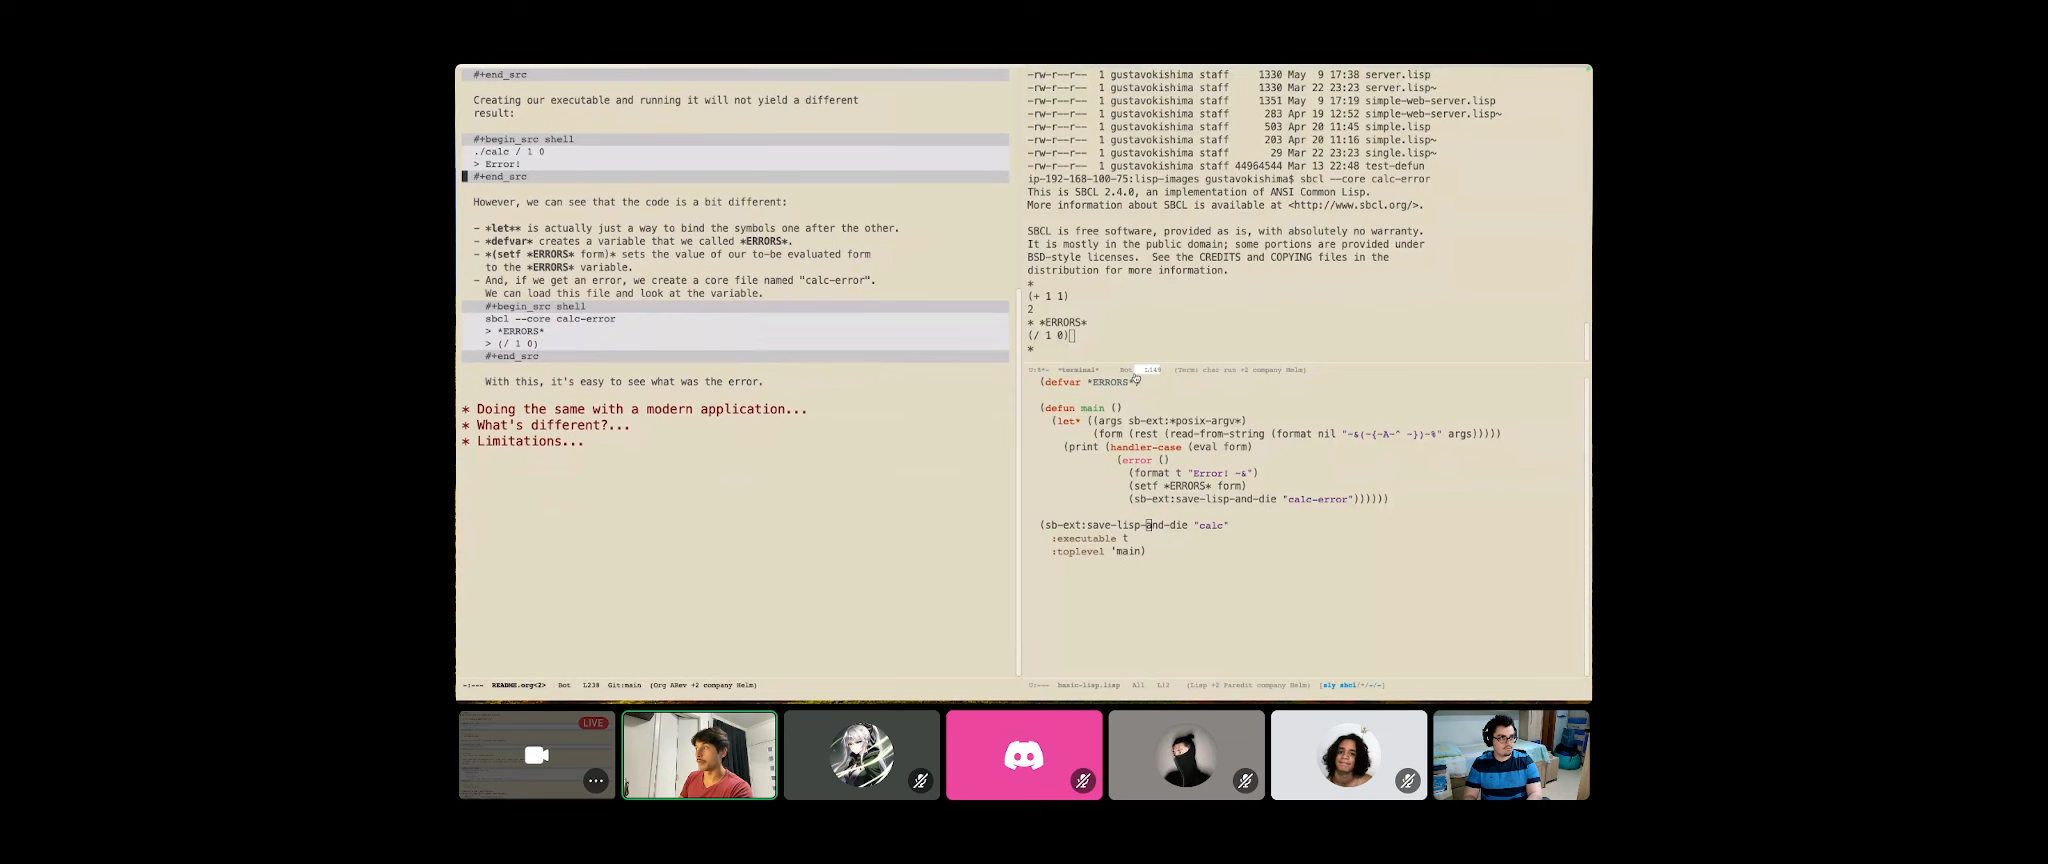 #+end_src
Creating our executable and running it will not yield a different
result:
#+begin_src shell
./calc / 1 0
> Error!
#+end_src
However, we can see that the code is a bit different:
- *let** is actually just a way to bind the symbols one after the other.
- *defvar* creates a variable that we called *ERRORS*.
- *(setf *ERRORS* form)* sets the value of our to-be evaluated form
to the *ERRORS* variable.
- And, if we get an error, we create a core file named "calc-error".
We can load this file and look at the variable.
#+begin_src shell
sbcl --core calc-error
> *ERRORS*
> (/ 1 0)
#+end_src
With this, it's easy to see what was the error.
* Doing the same with a modern application...
* What's different?...
* Limitations...
-:--- README.org<2> Bot L238 Git:main (Org ARev +2 company Helm)
-rw-r--r-- 1 gustavokishima staff 1330 May 9 17:38 server.lisp
-rw-r--r-- 1 gustavokishima staff 1330 Mar 22 23:23 server.lisp~
-rw-r--r-- 1 gustavokishima staff 1351 May 9 17:19 simple-web-server.lisp
-rw-r--r-- 1 gustavokishima staff 283 Apr 19 12:52 simple-web-server.lisp~
-rw-r--r-- 1 gustavokishima staff 503 Apr 20 11:45 simple.lisp
-rw-r--r-- 1 gustavokishima staff 203 Apr 20 11:16 simple.lisp~
-rw-r--r-- 1 gustavokishima staff 29 Mar 22 23:23 single.lisp~
-rw-r--r-- 1 gustavokishima staff 44964544 Mar 13 22:48 test-defun
ip-192-168-100-75:lisp-images gustavokishima$ sbcl --core calc-error
This is SBCL 2.4.0, an implementation of ANSI Common Lisp.
More information about SBCL is available at <http://www.sbcl.org/>.
SBCL is free software, provided as is, with absolutely no warranty.
It is mostly in the public domain; some portions are provided under
BSD-style licenses. See the CREDITS and COPYING files in the
distribution for more information.
*
(+ 1 1)
2
* *ERRORS*
(/ 1 0)
*
U:%*- *terminal* Bot L149 (Term: char run +2 company Helm)
(defvar *ERRORS*)
(defun main ()
(let* ((args sb-ext:*posix-argv*)
(form (rest (read-from-string (format nil "~&(~{~A~^ ~})~%" args)))))
(print (handler-case (eval form)
(error ()
(format t "Error! ~&")
(setf *ERRORS* form)
(sb-ext:save-lisp-and-die "calc-error"))))))
(sb-ext:save-lisp-and-die "calc"
:executable t
:toplevel 'main)
U:--- basic-lisp.lisp All L12 (Lisp +2 Paredit company Helm) [sly sbcl/*/-/-]
LIVE